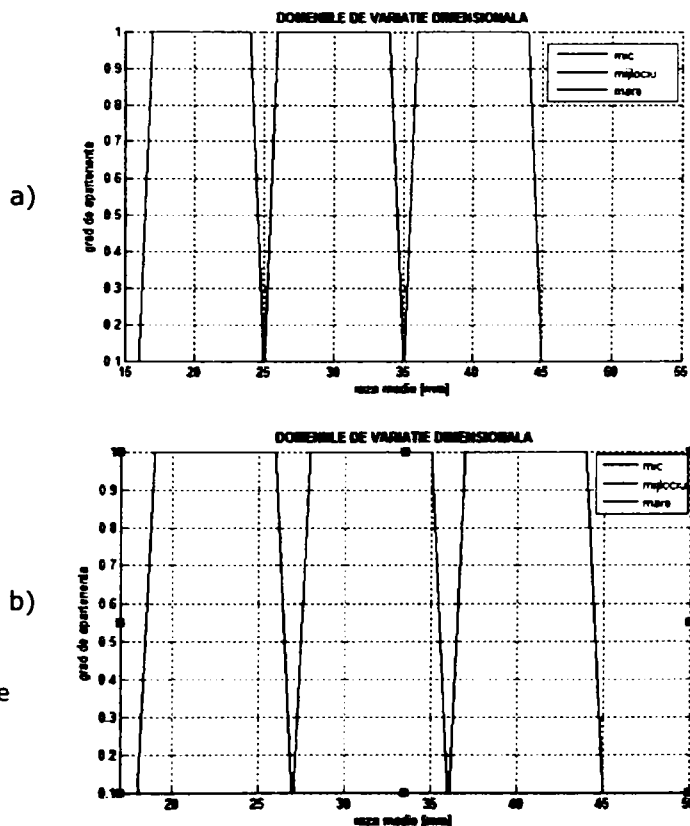 DOMENIILE DE VARIATIE DIMENSIONALA
a)
grad de apartenenta
1
0.9
0.8
0.7
0.6
0.5
0.4
0.3
0.2
0.1
15 20 25 30 35 40 45 50 55
raza medie [mm]
mic
mijlociu
mare
DOMENIILE DE VARIATIE DIMENSIONALA
b)
e
grad de apartenenta
0.9
0.8
0.7
0.6
0.5
0.4
0.3
0.2
0.1
20 25 30 35 40 45
raza medie [mm]
mic
mijlociu
mare